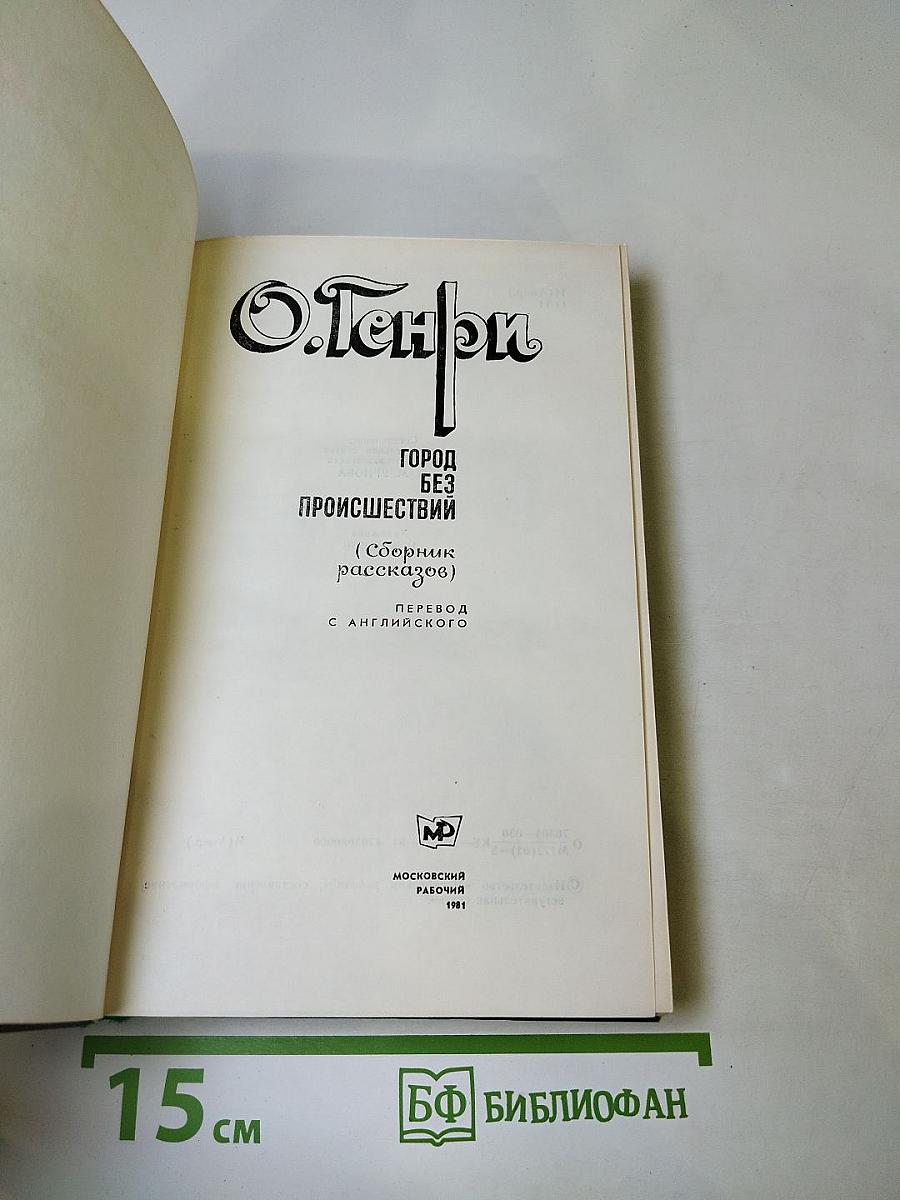 О. Генри
ГОРОД
БЕЗ
ПРОИСШЕСТВИЙ
(Сборник
рассказов)
ПЕРЕВОД
С АНГЛИЙСКОГО
МР
МОСКОВСКИЙ
РАБОЧИЙ
1981
15 см
БФ БИБЛИОФАН